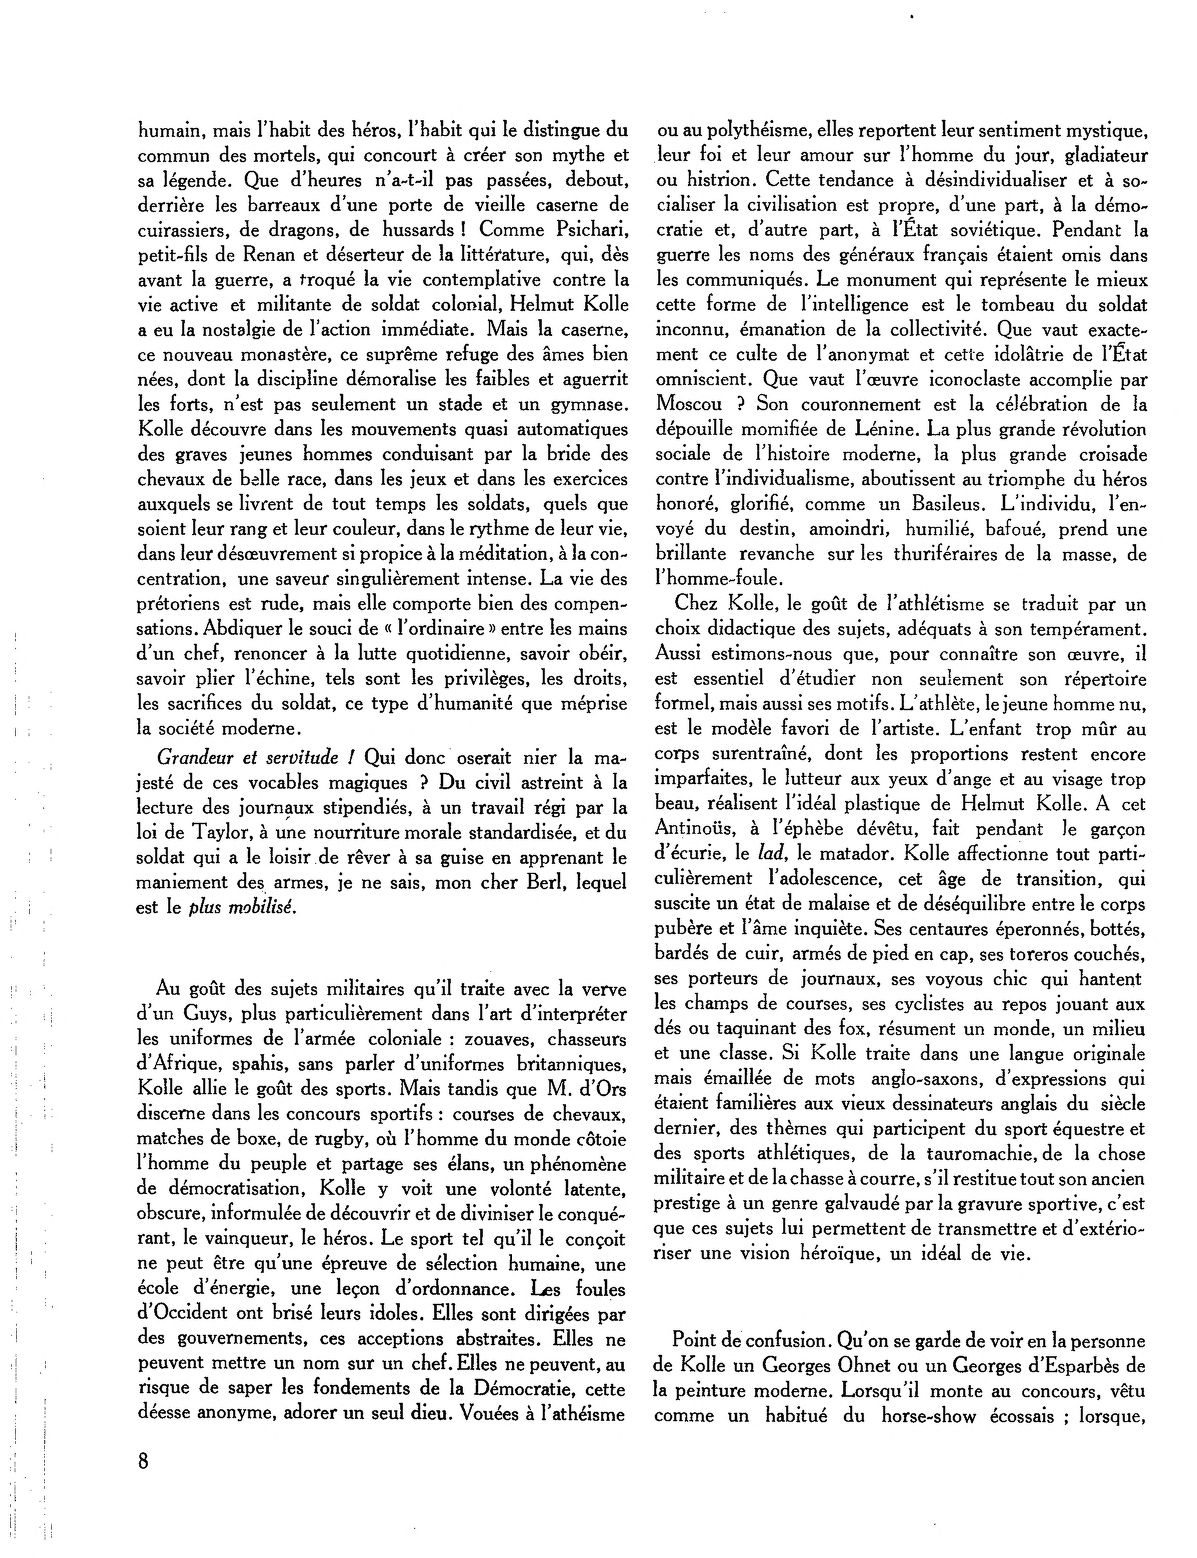 humain, mais l'habit des héros, l'habit qui le distingue du
commun des mortels, qui concourt à créer son mythe et
sa légende. Que d'heures n'a-t-il pas passées, debout,
derrière les barreaux d'une porte de vieille caserne de
cuirassiers, de dragons, de hussards ! Comme Psichari,
petit-fils de Renan et déserteur de la littérature, qui, dès
avant la guerre, a troqué la vie contemplative contre la
vie active et militante de soldat colonial, Helmut Kolle
a eu la nostalgie de l'action immédiate. Mais la caserne,
ce nouveau monastère, ce suprême refuge des âmes bien
nées, dont la discipline démoralise les faibles et aguerrit
les forts, n'est pas seulement un stade et un gymnase.
Kolle découvre dans les mouvements quasi automatiques
des graves jeunes hommes conduisant par la bride des
chevaux de belle race, dans les jeux et dans les exercices
auxquels se livrent de tout temps les soldats, quels que
soient leur rang et leur couleur, dans le rythme de leur vie,
dans leur désœuvrement si propice à la méditation, à la con-
centration, une saveur singulièrement intense. La vie des
prétoriens est rude, mais elle comporte bien des compen-
sations. Abdiquer le souci de « l'ordinaire » entre les mains
d'un chef, renoncer à la lutte quotidienne, savoir obéir,
savoir plier l'échine, tels sont les privilèges, les droits,
les sacrifices du soldat, ce type d'humanité que méprise
la société moderne.
Grandeur et servitude ! Qui donc oserait nier la ma-
jesté de ces vocables magiques ? Du civil astreint à la
lecture des journaux stipendiés, à un travail régi par la
loi de Taylor, à une nourriture morale standardisée, et du
soldat qui a le loisir de rêver à sa guise en apprenant le
maniement des armes, je ne sais, mon cher Berl, lequel
est le plus mobilisé.
Au goût des sujets militaires qu'il traite avec la verve
d'un Guys, plus particulièrement dans l'art d'interpréter
les uniformes de l'armée coloniale : zouaves, chasseurs
d'Afrique, spahis, sans parler d'uniformes britanniques,
Kolle allie le goût des sports. Mais tandis que M. d'Ors
discerne dans les concours sportifs : courses de chevaux,
matches de boxe, de rugby, où l'homme du monde côtoie
l'homme du peuple et partage ses élans, un phénomène
de démocratisation, Kolle y voit une volonté latente,
obscure, informulée de découvrir et de diviniser le conqué-
rant, le vainqueur, le héros. Le sport tel qu'il le conçoit
ne peut être qu'une épreuve de sélection humaine, une
école d'énergie, une leçon d'ordonnance. Les foules
d'Occident ont brisé leurs idoles. Elles sont dirigées par
des gouvernements, ces acceptions abstraites. Elles ne
peuvent mettre un nom sur un chef. Elles ne peuvent, au
risque de saper les fondements de la Démocratie, cette
déesse anonyme, adorer un seul dieu. Vouées à l'athéisme
ou au polythéisme, elles reportent leur sentiment mystique,
leur foi et leur amour sur l'homme du jour, gladiateur
ou histrion. Cette tendance à désindividualiser et à so-
cialiser la civilisation est propre, d'une part, à la démo-
cratie et, d'autre part, à l'État soviétique. Pendant la
guerre les noms des généraux français étaient omis dans
les communiqués. Le monument qui représente le mieux
cette forme de l'intelligence est le tombeau du soldat
inconnu, émanation de la collectivité. Que vaut exacte-
ment ce culte de l'anonymat et cette idolâtrie de l'État
omniscient. Que vaut l'œuvre iconoclaste accomplie par
Moscou ? Son couronnement est la célébration de la
dépouille momifiée de Lénine. La plus grande révolution
sociale de l'histoire moderne, la plus grande croisade
contre l'individualisme, aboutissent au triomphe du héros
honoré, glorifié, comme un Basileus. L'individu, l'en-
voyé du destin, amoindri, humilié, bafoué, prend une
brillante revanche sur les thuriféraires de la masse, de
l'homme-foule.
Chez Kolle, le goût de l'athlétisme se traduit par un
choix didactique des sujets, adéquats à son tempérament.
Aussi estimons-nous que, pour connaître son œuvre, il
est essentiel d'étudier non seulement son répertoire
formel, mais aussi ses motifs. L'athlète, le jeune homme nu,
est le modèle favori de l'artiste. L'enfant trop mûr au
corps surentraîné, dont les proportions restent encore
imparfaites, le lutteur aux yeux d'ange et au visage trop
beau, réalisent l'idéal plastique de Helmut Kolle. A cet
Antinoüs, à l'éphèbe dévêtu, fait pendant le garçon
d'écurie, le lad, le matador. Kolle affectionne tout parti-
culièrement l'adolescence, cet âge de transition, qui
suscite un état de malaise et de déséquilibre entre le corps
pubère et l'âme inquiète. Ses centaures éperonnés, bottés,
bardés de cuir, armés de pied en cap, ses toreros couchés,
ses porteurs de journaux, ses voyous chic qui hantent
les champs de courses, ses cyclistes au repos jouant aux
dés ou taquinant des fox, résument un monde, un milieu
et une classe. Si Kolle traite dans une langue originale
mais émaillée de mots anglo-saxons, d'expressions qui
étaient familières aux vieux dessinateurs anglais du siècle
dernier, des thèmes qui participent du sport équestre et
des sports athlétiques, de la tauromachie, de la chose
militaire et de la chasse à courre, s'il restitue tout son ancien
prestige à un genre galvaudé par la gravure sportive, c'est
que ces sujets lui permettent de transmettre et d'extério-
riser une vision héroïque, un idéal de vie.
Point de confusion. Qu'on se garde de voir en la personne
de Kolle un Georges Ohnet ou un Georges d'Esparbès de
la peinture moderne. Lorsqu'il monte au concours, vêtu
comme un habitué du horse-show écossais ; lorsque,
8